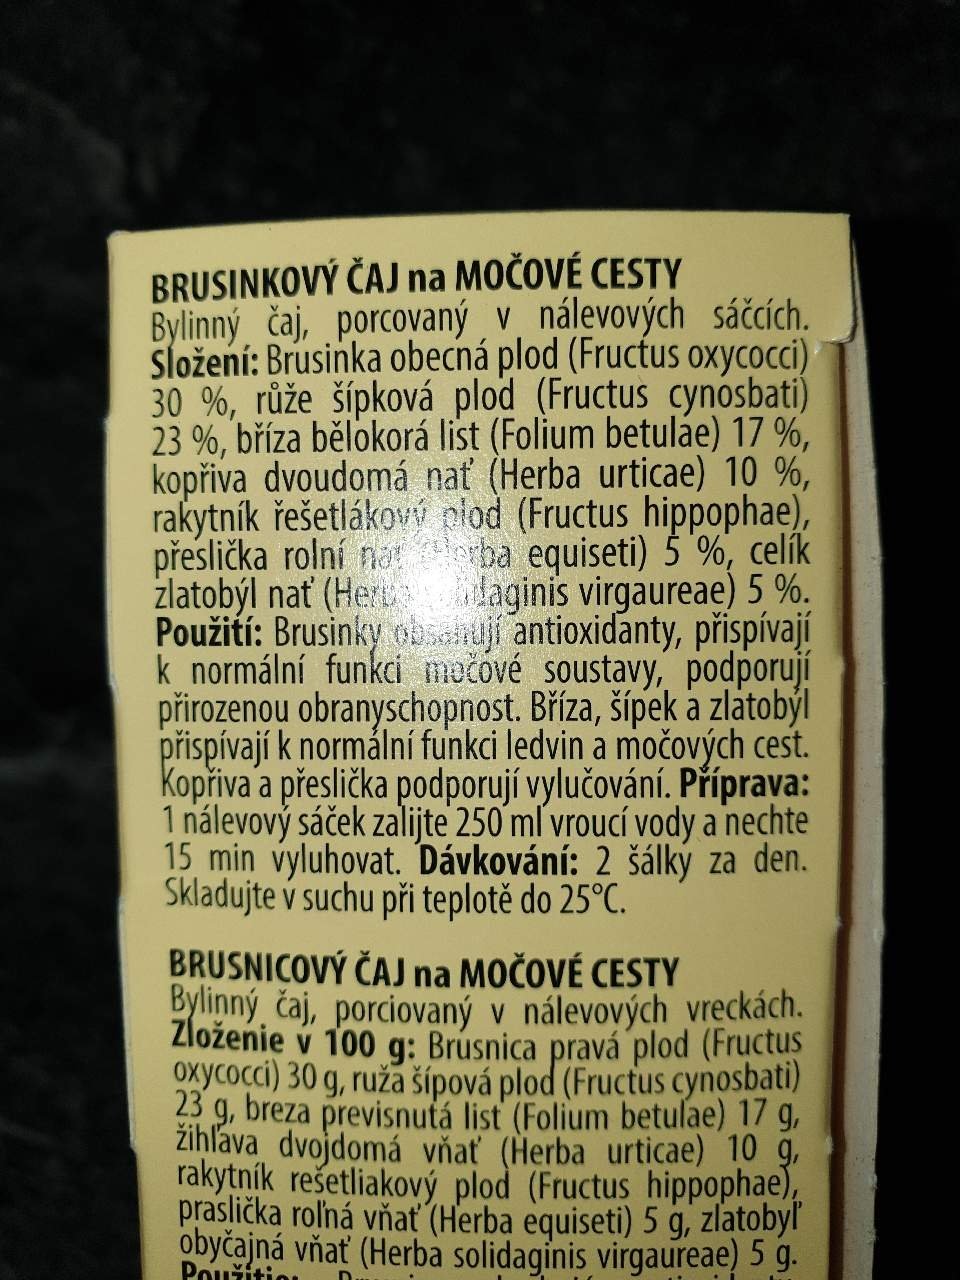 BRUSINKOVÝ ČAJ na MOČOVÉ CESTY
Bylinný čaj, porcovaný v nálevových sáčcích.
Složení: Brusinka obecná plod (Fructus oxycocci)
30 %, růže šípková plod (Fructus cynosbati)
23 %, bříza bělokorá list (Folium betulae) 17 %,
kopřiva dvoudomá nať (Herba urticae) 10 %,
rakytník řešetlákový plod (Fructus hippophae),
přeslička rolní nať (Herba equiseti) 5 %, celík
zlatobýl nať (Herba solidaginis virgaureae) 5 %.
Použití: Brusinky obsahují antioxidanty, přispívají
k normální funkci močové soustavy, podporují
přirozenou obranyschopnost. Bříza, šípek a zlatobýl
přispívají k normální funkci ledvin a močových cest.
Kopřiva a přeslička podporují vylučování. Příprava:
1 nálevový sáček zalijte 250 ml vroucí vody a nechte
15 min vyluhovat. Dávkování: 2 šálky za den.
Skladujte v suchu při teplotě do 25°C.
BRUSNICOVÝ ČAJ na MOČOVÉ CESTY
Bylinný čaj, porciovaný v nálevových vreckách.
Zloženie v 100 g: Brusnica pravá plod (Fructus
oxycocci) 30 g, ruža šípová plod (Fructus cynosbati)
23 g, breza previsnutá list (Folium betulae) 17 g,
žihľava dvojdomá vňať (Herba urticae) 10 g,
rakytník rešetliakový plod (Fructus hippophae),
praslička roľná vňať (Herba equiseti) 5 g, zlatobyľ
obyčajná vňať (Herba solidaginis virgaureae) 5 g.